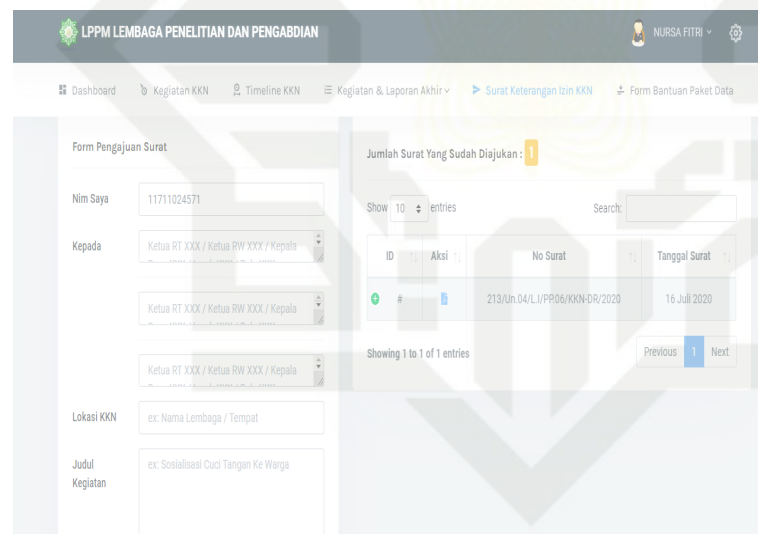 LPPM LEMBAGA PENELITIAN DAN PENGABDIAN
NURSA FITRI
Dashboard Kegiatan KKN Timeline KKN Kegiatan & Laporan Akhir Surat Keterangan Izin KKN Form Bantuan Paket Data
Form Pengajuan Surat
Nim Saya 11711024571
Kepada Ketua RT XXX / Ketua RW XXX / Kepala
Ketua RT XXX / Ketua RW XXX / Kepala
Ketua RT XXX / Ketua RW XXX / Kepala
Lokasi KKN ex: Nama Lembaga / Tempat
Judul Kegiatan ex: Sosialisasi Cuci Tangan Ke Warga
Jumlah Surat Yang Sudah Diajukan : 1
Show 10 entries Search:
ID Aksi No Surat Tanggal Surat
# 213/Un.04/L.I/PP.06/KKN-DR/2020 16 Juli 2020
Showing 1 to 1 of 1 entries Previous 1 Next